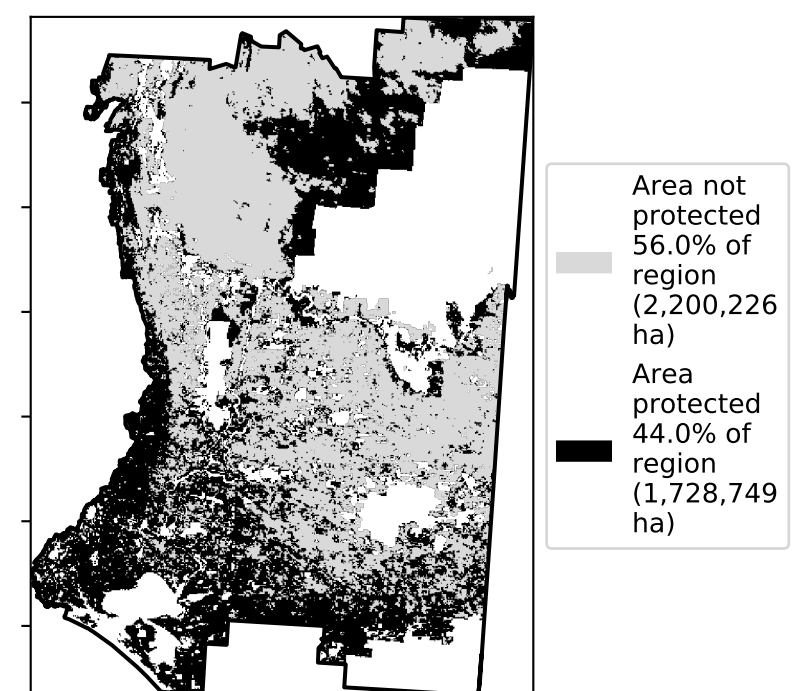 Area not
protected
56.0% of
region
(2,200,226
ha)
Area
protected
44.0% of
region
(1,728,749
ha)